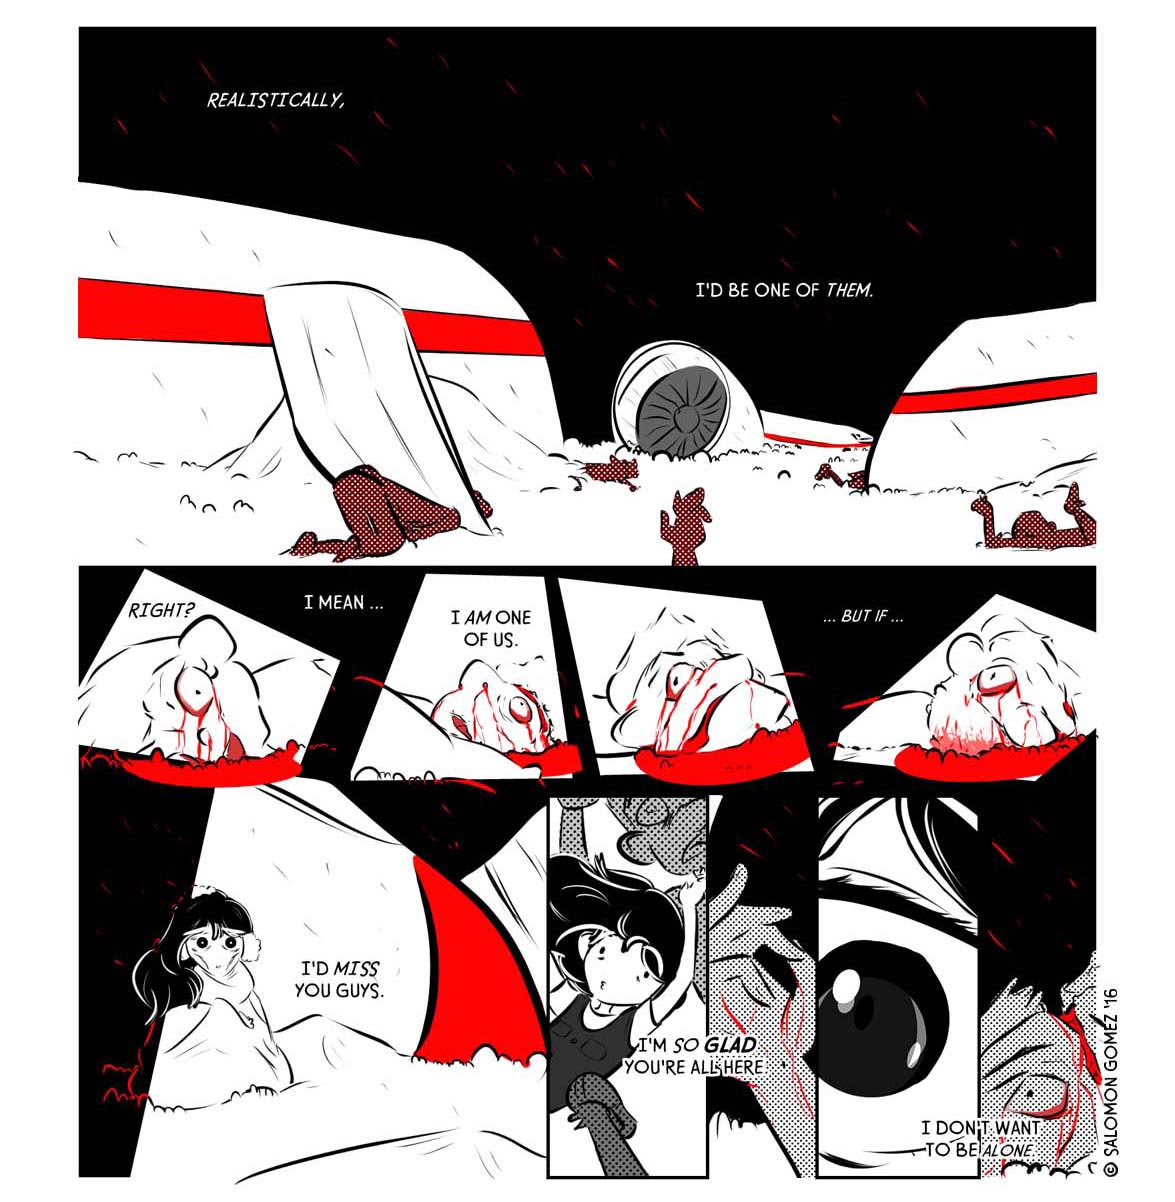 REALISTICALLY,
I'D BE ONE OF THEM.
RIGHT?
I MEAN ...
I AM ONE
OF US.
... BUT IF ...
I'D MISS
YOU GUYS.
I'M SO GLAD
YOU'RE ALL HERE.
I DON'T WANT
TO BE ALONE.
© SALOMON GOMEZ '16